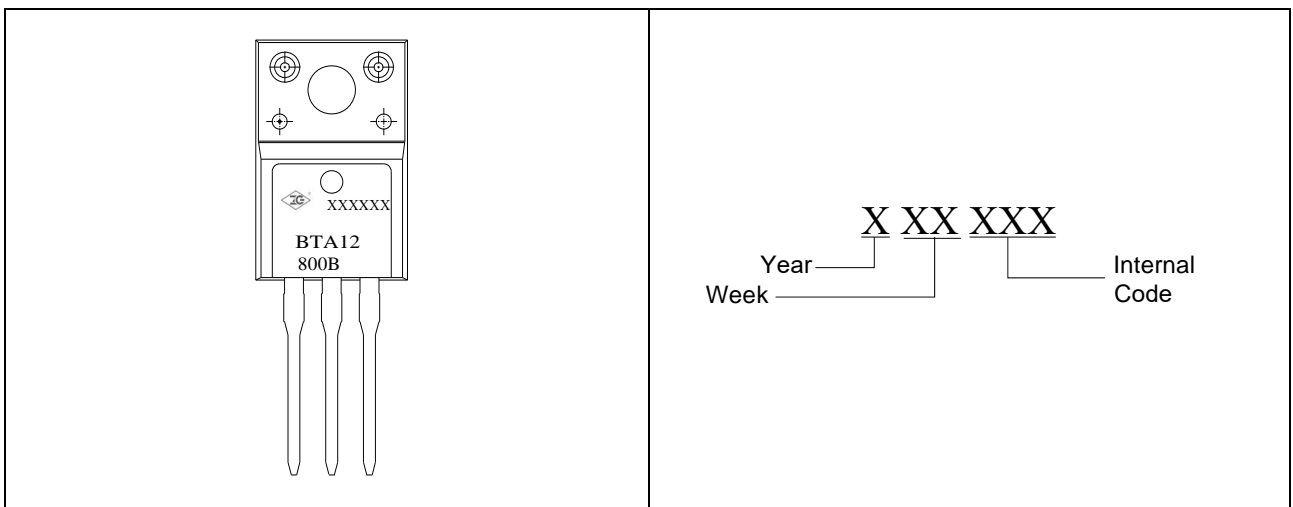 XXXXXX
BTA12
800B
X XX XXX
Year
Week
Internal
Code